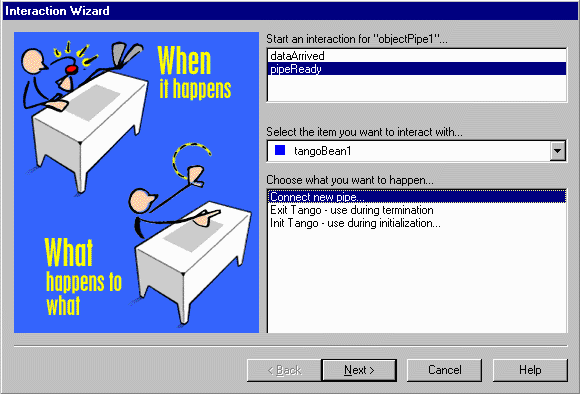 Interaction Wizard
When
it happens
What
happens to
what
Start an interaction for "objectPipe1"...
dataArrived
pipeReady
Select the item you want to interact with...
tangoBean1
Choose what you want to happen...
Connect new pipe...
Exit Tango - use during termination
Init Tango - use during initialization...
< Back
Next >
Cancel
Help